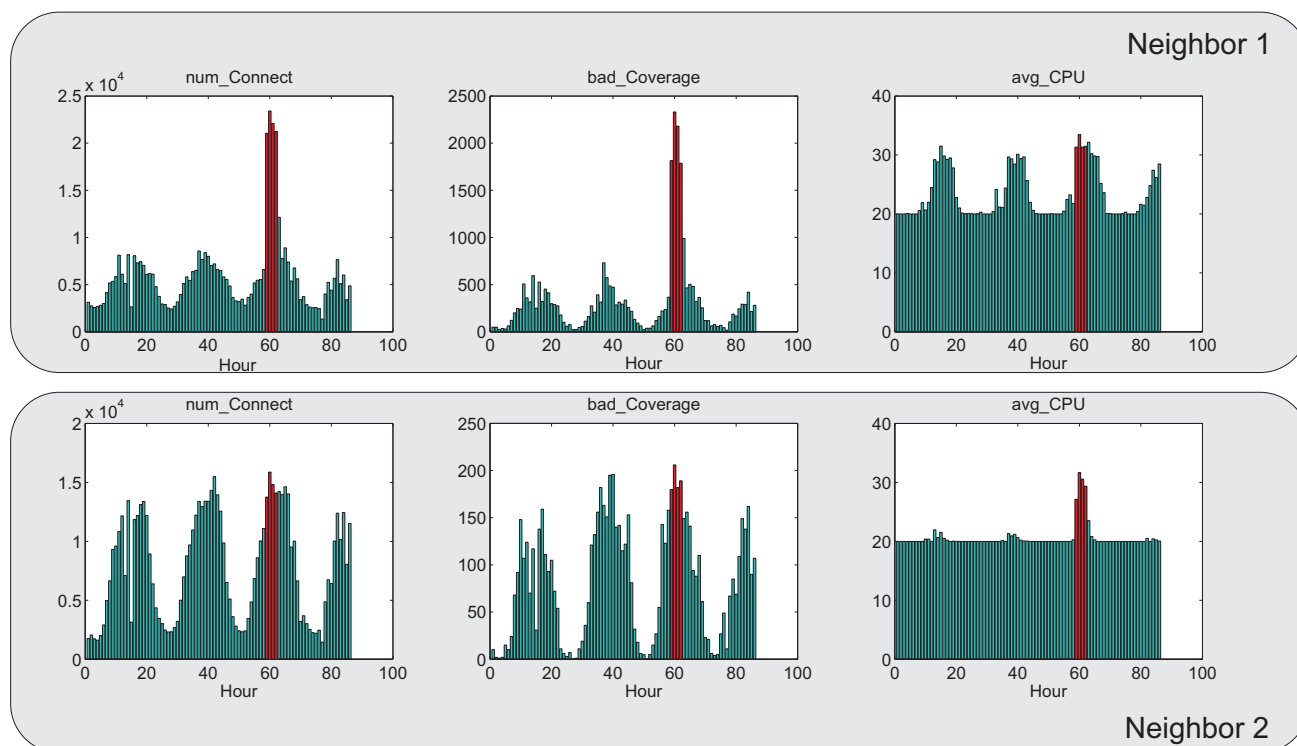 Neighbor 1
num_Connect bad_Coverage avg_CPU
x 10^4
2.5 2500 40
2 2000
30
1.5 1500
20
1 1000
10
0.5 500
0 0 0
0 20 40 60 80 100 0 20 40 60 80 100 0 20 40 60 80 100
Hour Hour Hour
num_Connect bad_Coverage avg_CPU
x 10^4
2 250 40
200
1.5 30
150
1 20
100
0.5 10
50
0 0 0
0 20 40 60 80 100 0 20 40 60 80 100 0 20 40 60 80 100
Hour Hour Hour
Neighbor 2